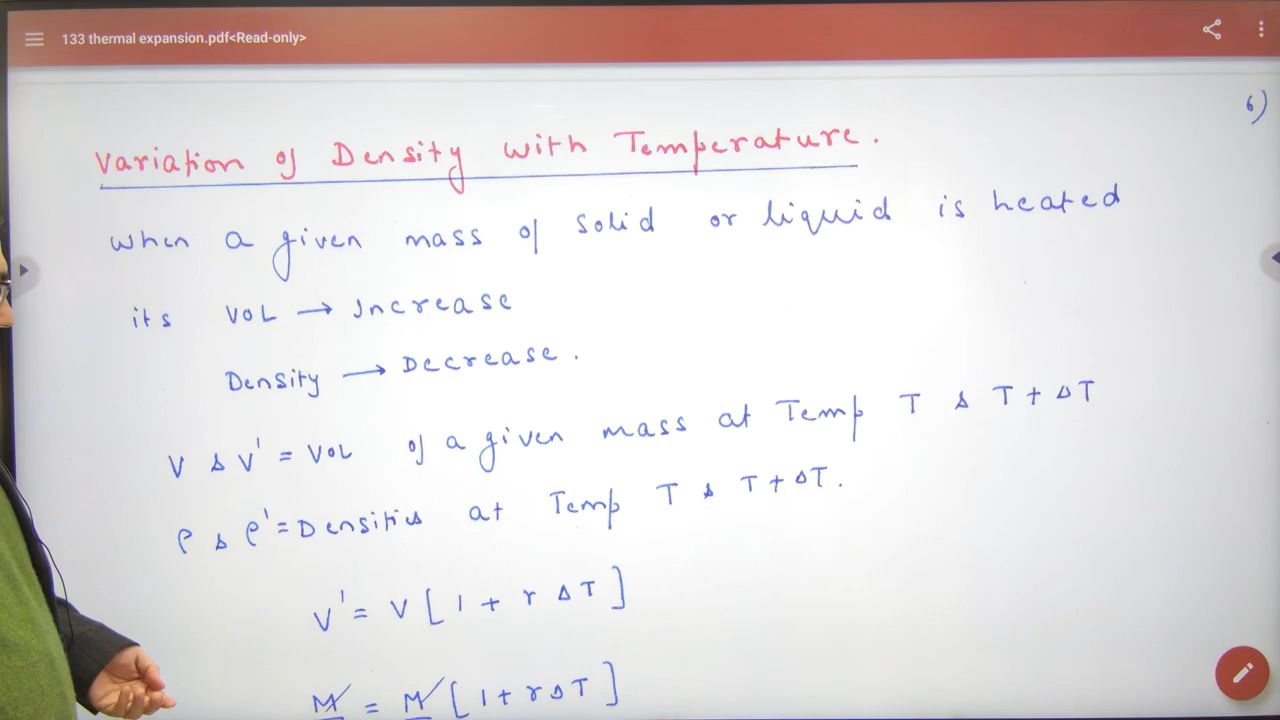 133 thermal expansion.pdf<Read-only>
6)
Variation of Density with Temperature.
When a given mass of solid or liquid is heated
its VOL → Increase
Density → Decrease.
V & V' = VOL of a given mass at Temp T & T + ΔT
ρ & ρ' = Densities at Temp T & T + ΔT.
V' = V [ 1 + r ΔT ]
M = M [ 1 + r ΔT ]